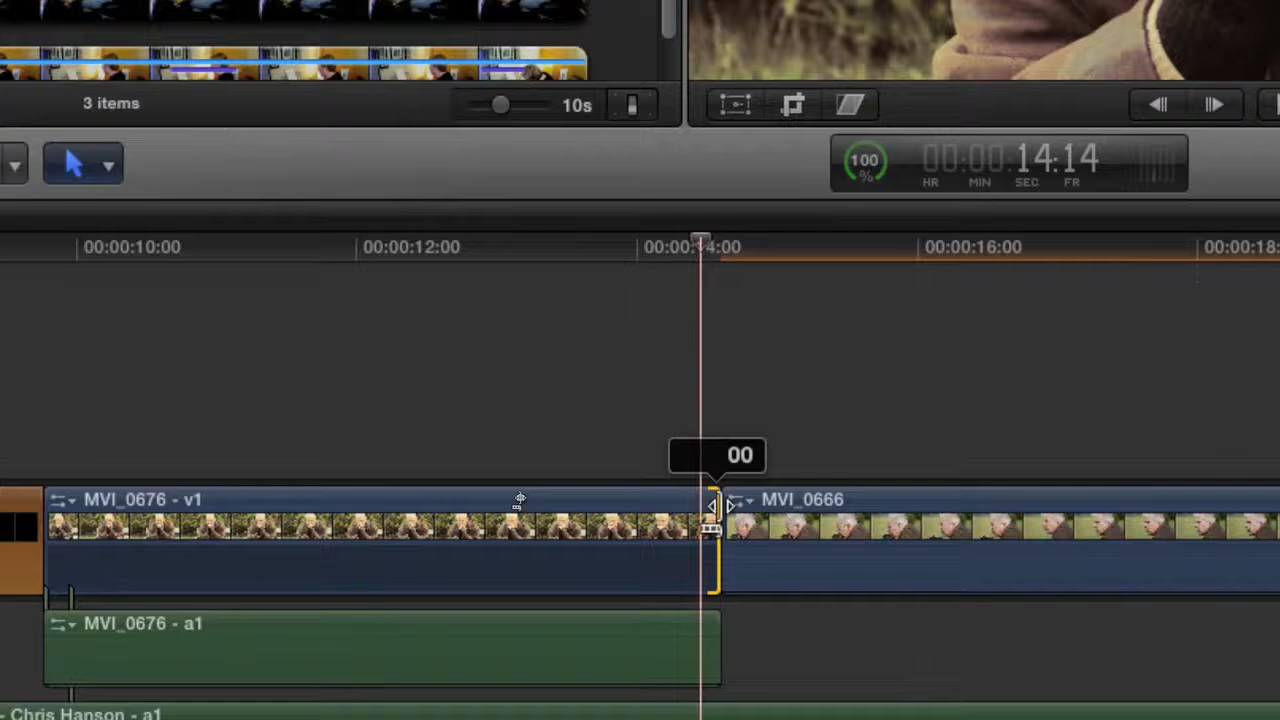 3 items
10s
100
%
00:00:14:14
HR MIN SEC FR
00:00:10:00
00:00:12:00
00:00:14:00
00:00:16:00
00:00:18:
00
MVI_0676 - v1
MVI_0666
MVI_0676 - a1
- Chris Hanson - a1